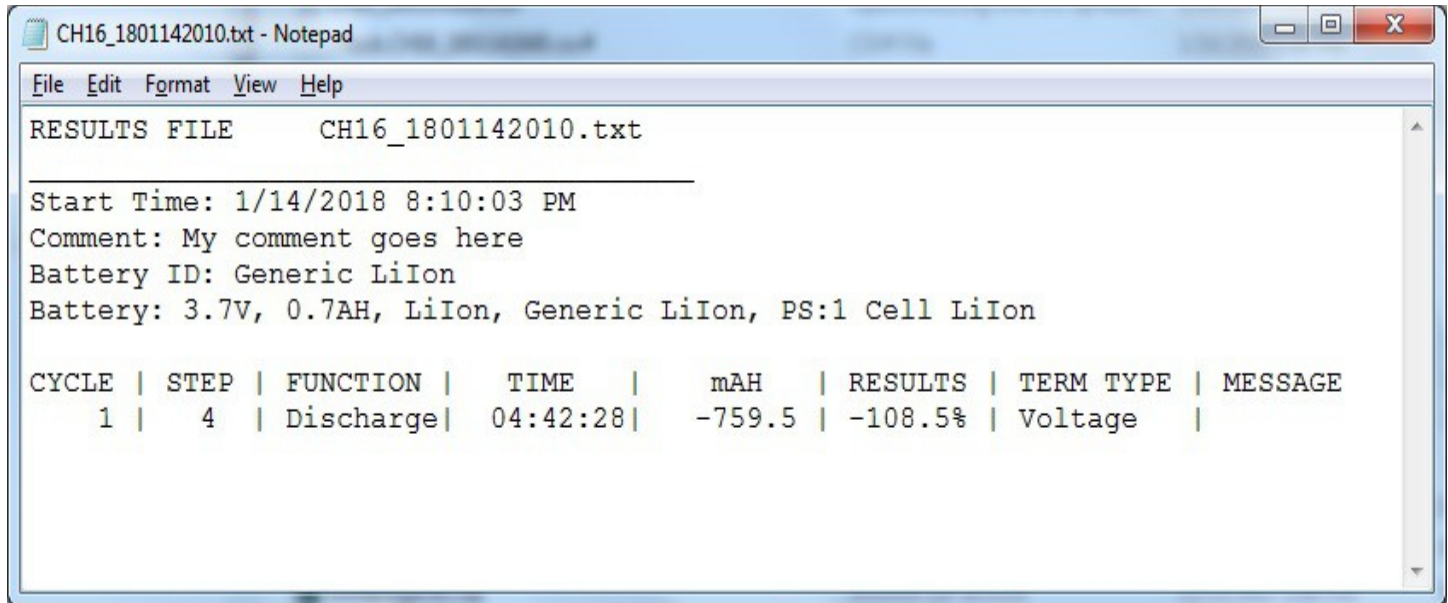 CH16_1801142010.txt - Notepad
File Edit Format View Help
RESULTS FILE     CH16_1801142010.txt
_______________________________________
Start Time: 1/14/2018 8:10:03 PM
Comment: My comment goes here
Battery ID: Generic LiIon
Battery: 3.7V, 0.7AH, LiIon, Generic LiIon, PS:1 Cell LiIon
CYCLE | STEP | FUNCTION |   TIME   |    mAH   | RESULTS | TERM TYPE | MESSAGE
    1 |   4  | Discharge|  04:42:28|   -759.5 | -108.5% | Voltage   |